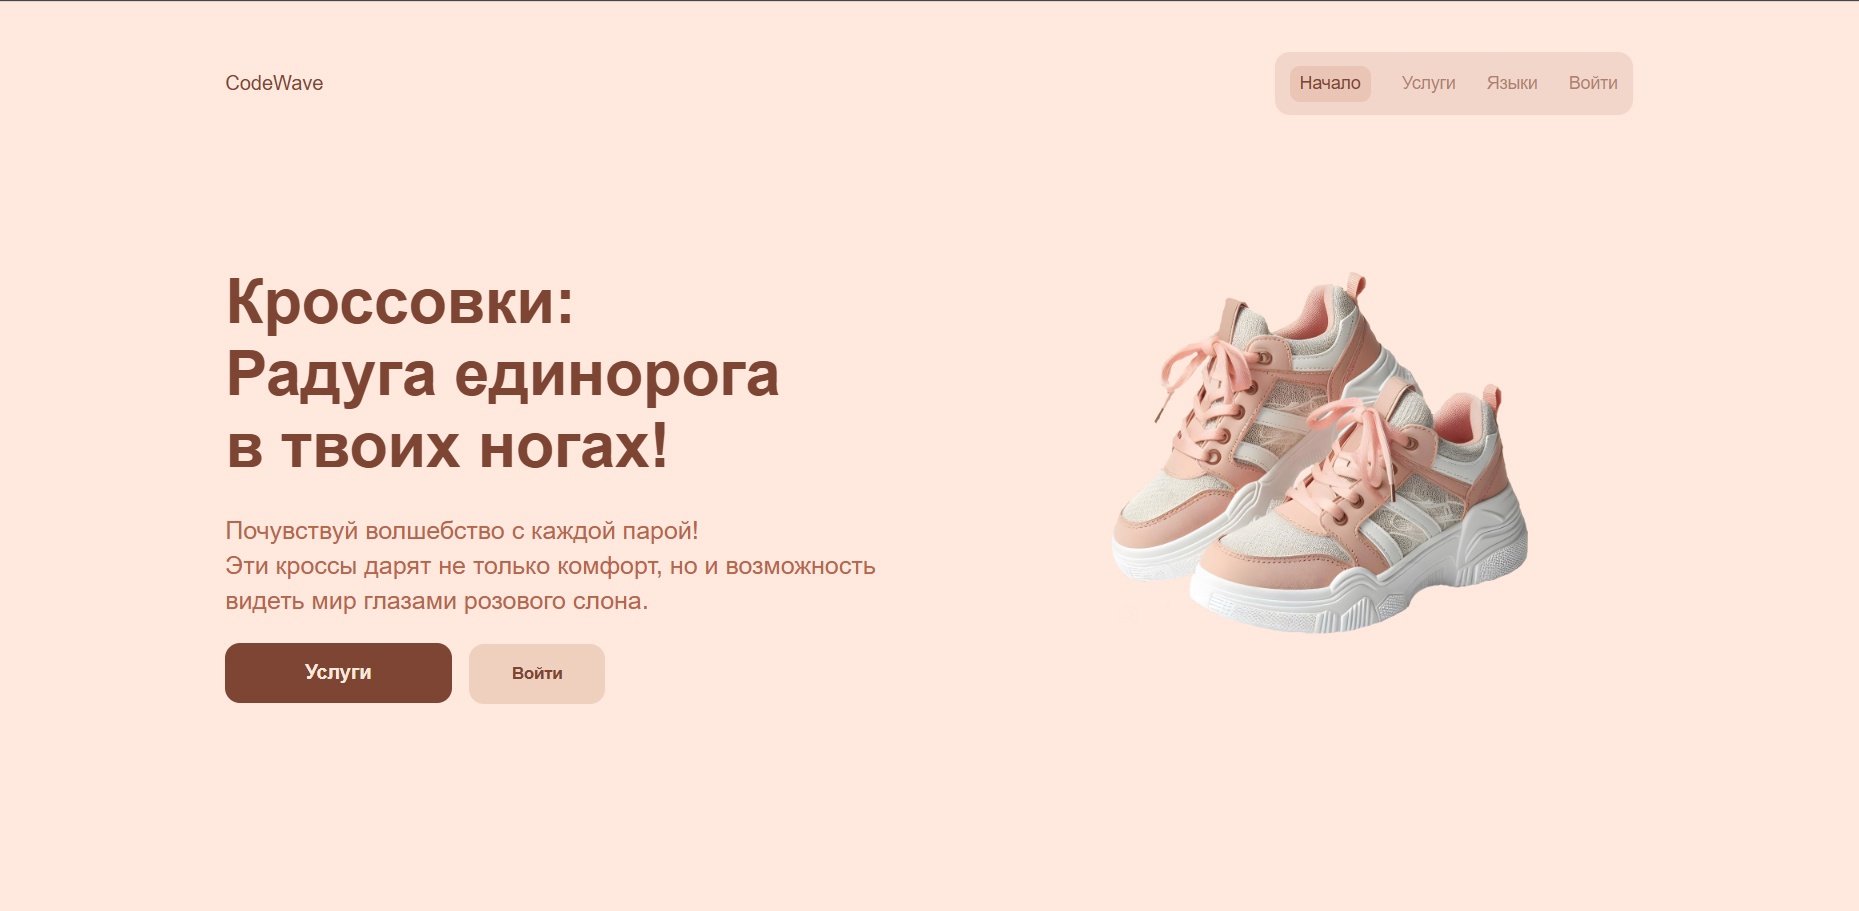 CodeWave
Начало Услуги Языки Войти
Кроссовки:
Радуга единорога
в твоих ногах!
Почувствуй волшебство с каждой парой!
Эти кроссы дарят не только комфорт, но и возможность
видеть мир глазами розового слона.
Услуги Войти